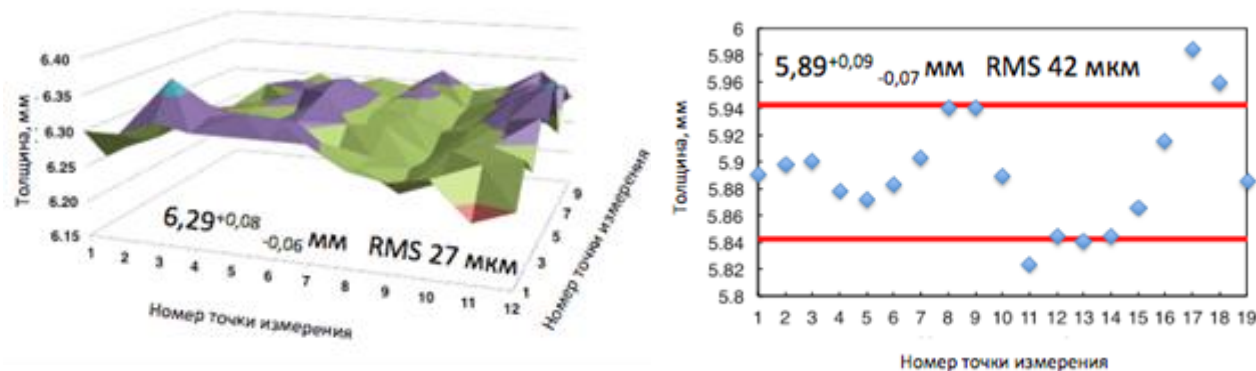 6.40
6.35
6.30
6.25
6.20
6.15
Толщина, мм
6,29+0,08
-0,06 мм RMS 27 мкм
1 2 3 4 5 6 7 8 9 10 11 12
Номер точки измерения
1
3
5
7
9
Номер точки измерения
5,89+0,09
-0,07 мм RMS 42 мкм
6
5.98
5.96
5.94
5.92
5.9
5.88
5.86
5.84
5.82
5.8
Толщина, мм
1 2 3 4 5 6 7 8 9 10 11 12 13 14 15 16 17 18 19
Номер точки измерения